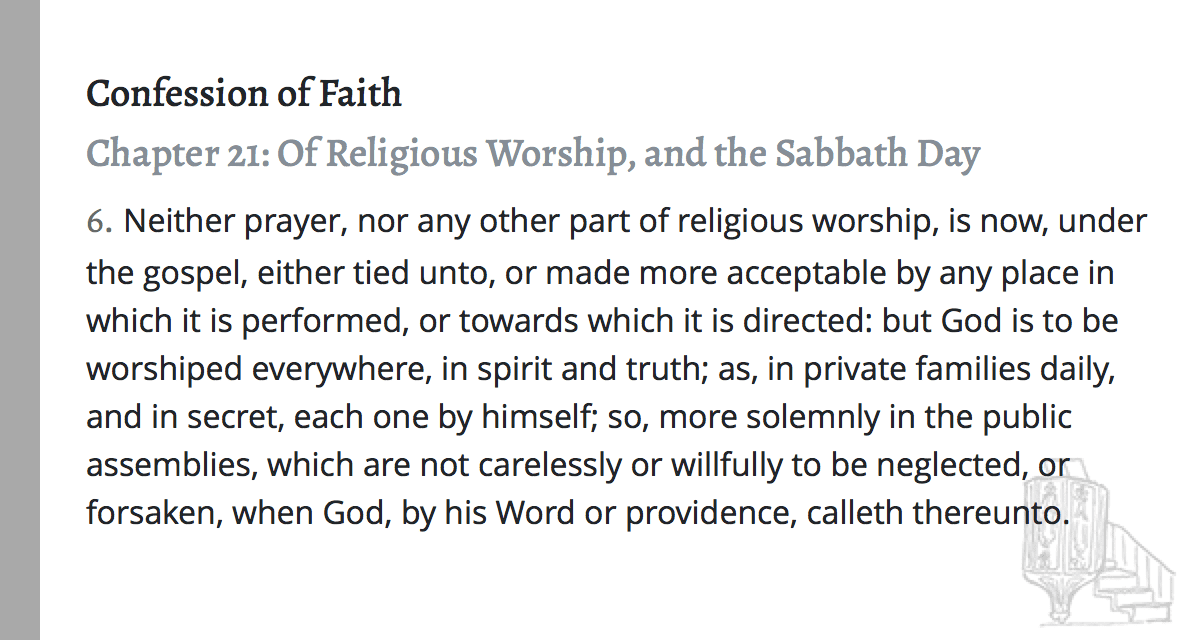 Confession of Faith
Chapter 21: Of Religious Worship, and the Sabbath Day
6. Neither prayer, nor any other part of religious worship, is now, under
the gospel, either tied unto, or made more acceptable by any place in
which it is performed, or towards which it is directed: but God is to be
worshiped everywhere, in spirit and truth; as, in private families daily,
and in secret, each one by himself; so, more solemnly in the public
assemblies, which are not carelessly or willfully to be neglected, or
forsaken, when God, by his Word or providence, calleth thereunto.